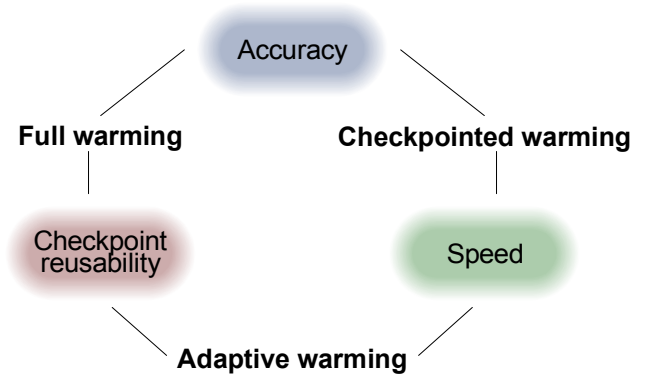 Accuracy
Full warming
Checkpointed warming
Checkpoint
reusability
Speed
Adaptive warming